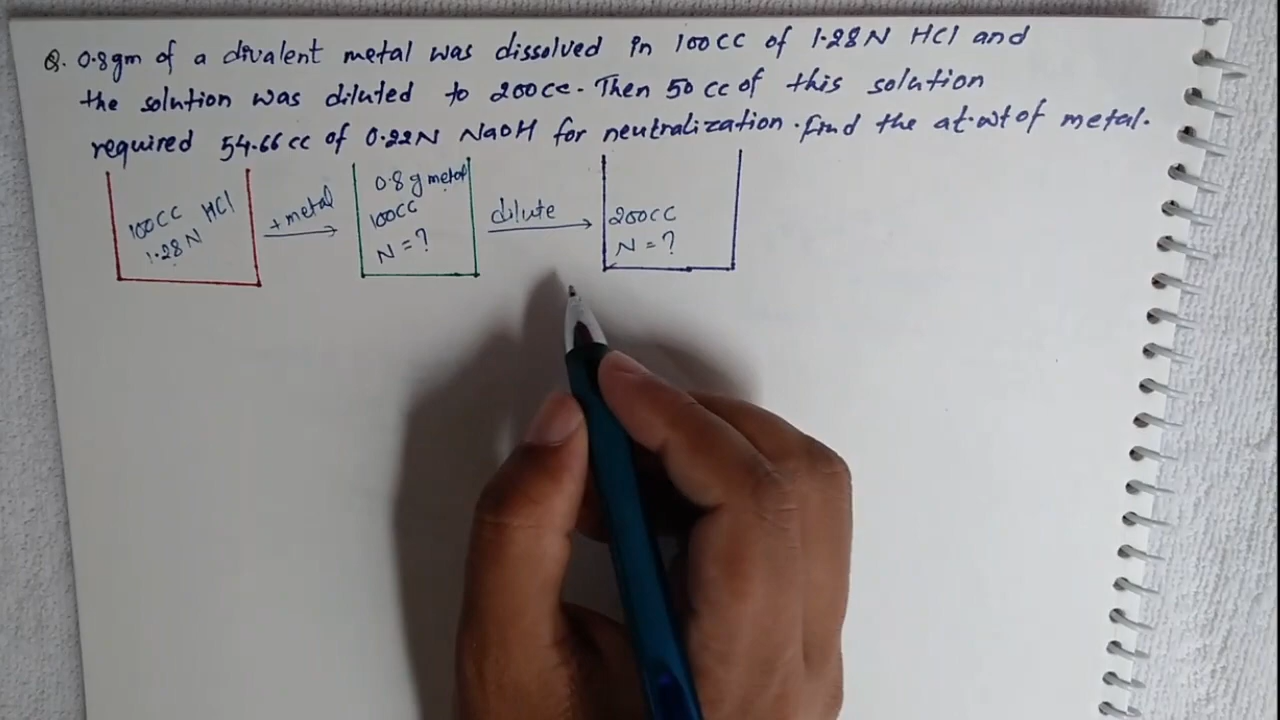 Q. 0.8gm of a divalent metal was dissolved in 100CC of 1.28N HCl and
the solution was diluted to 200cc. Then 50 cc of this solution
required 54.66 cc of 0.22N NaOH for neutralization. find the at.wt of metal.
100CC HCl
1.28N
+ metal
0.8g metal
100CC
N = ?
dilute
200CC
N = ?